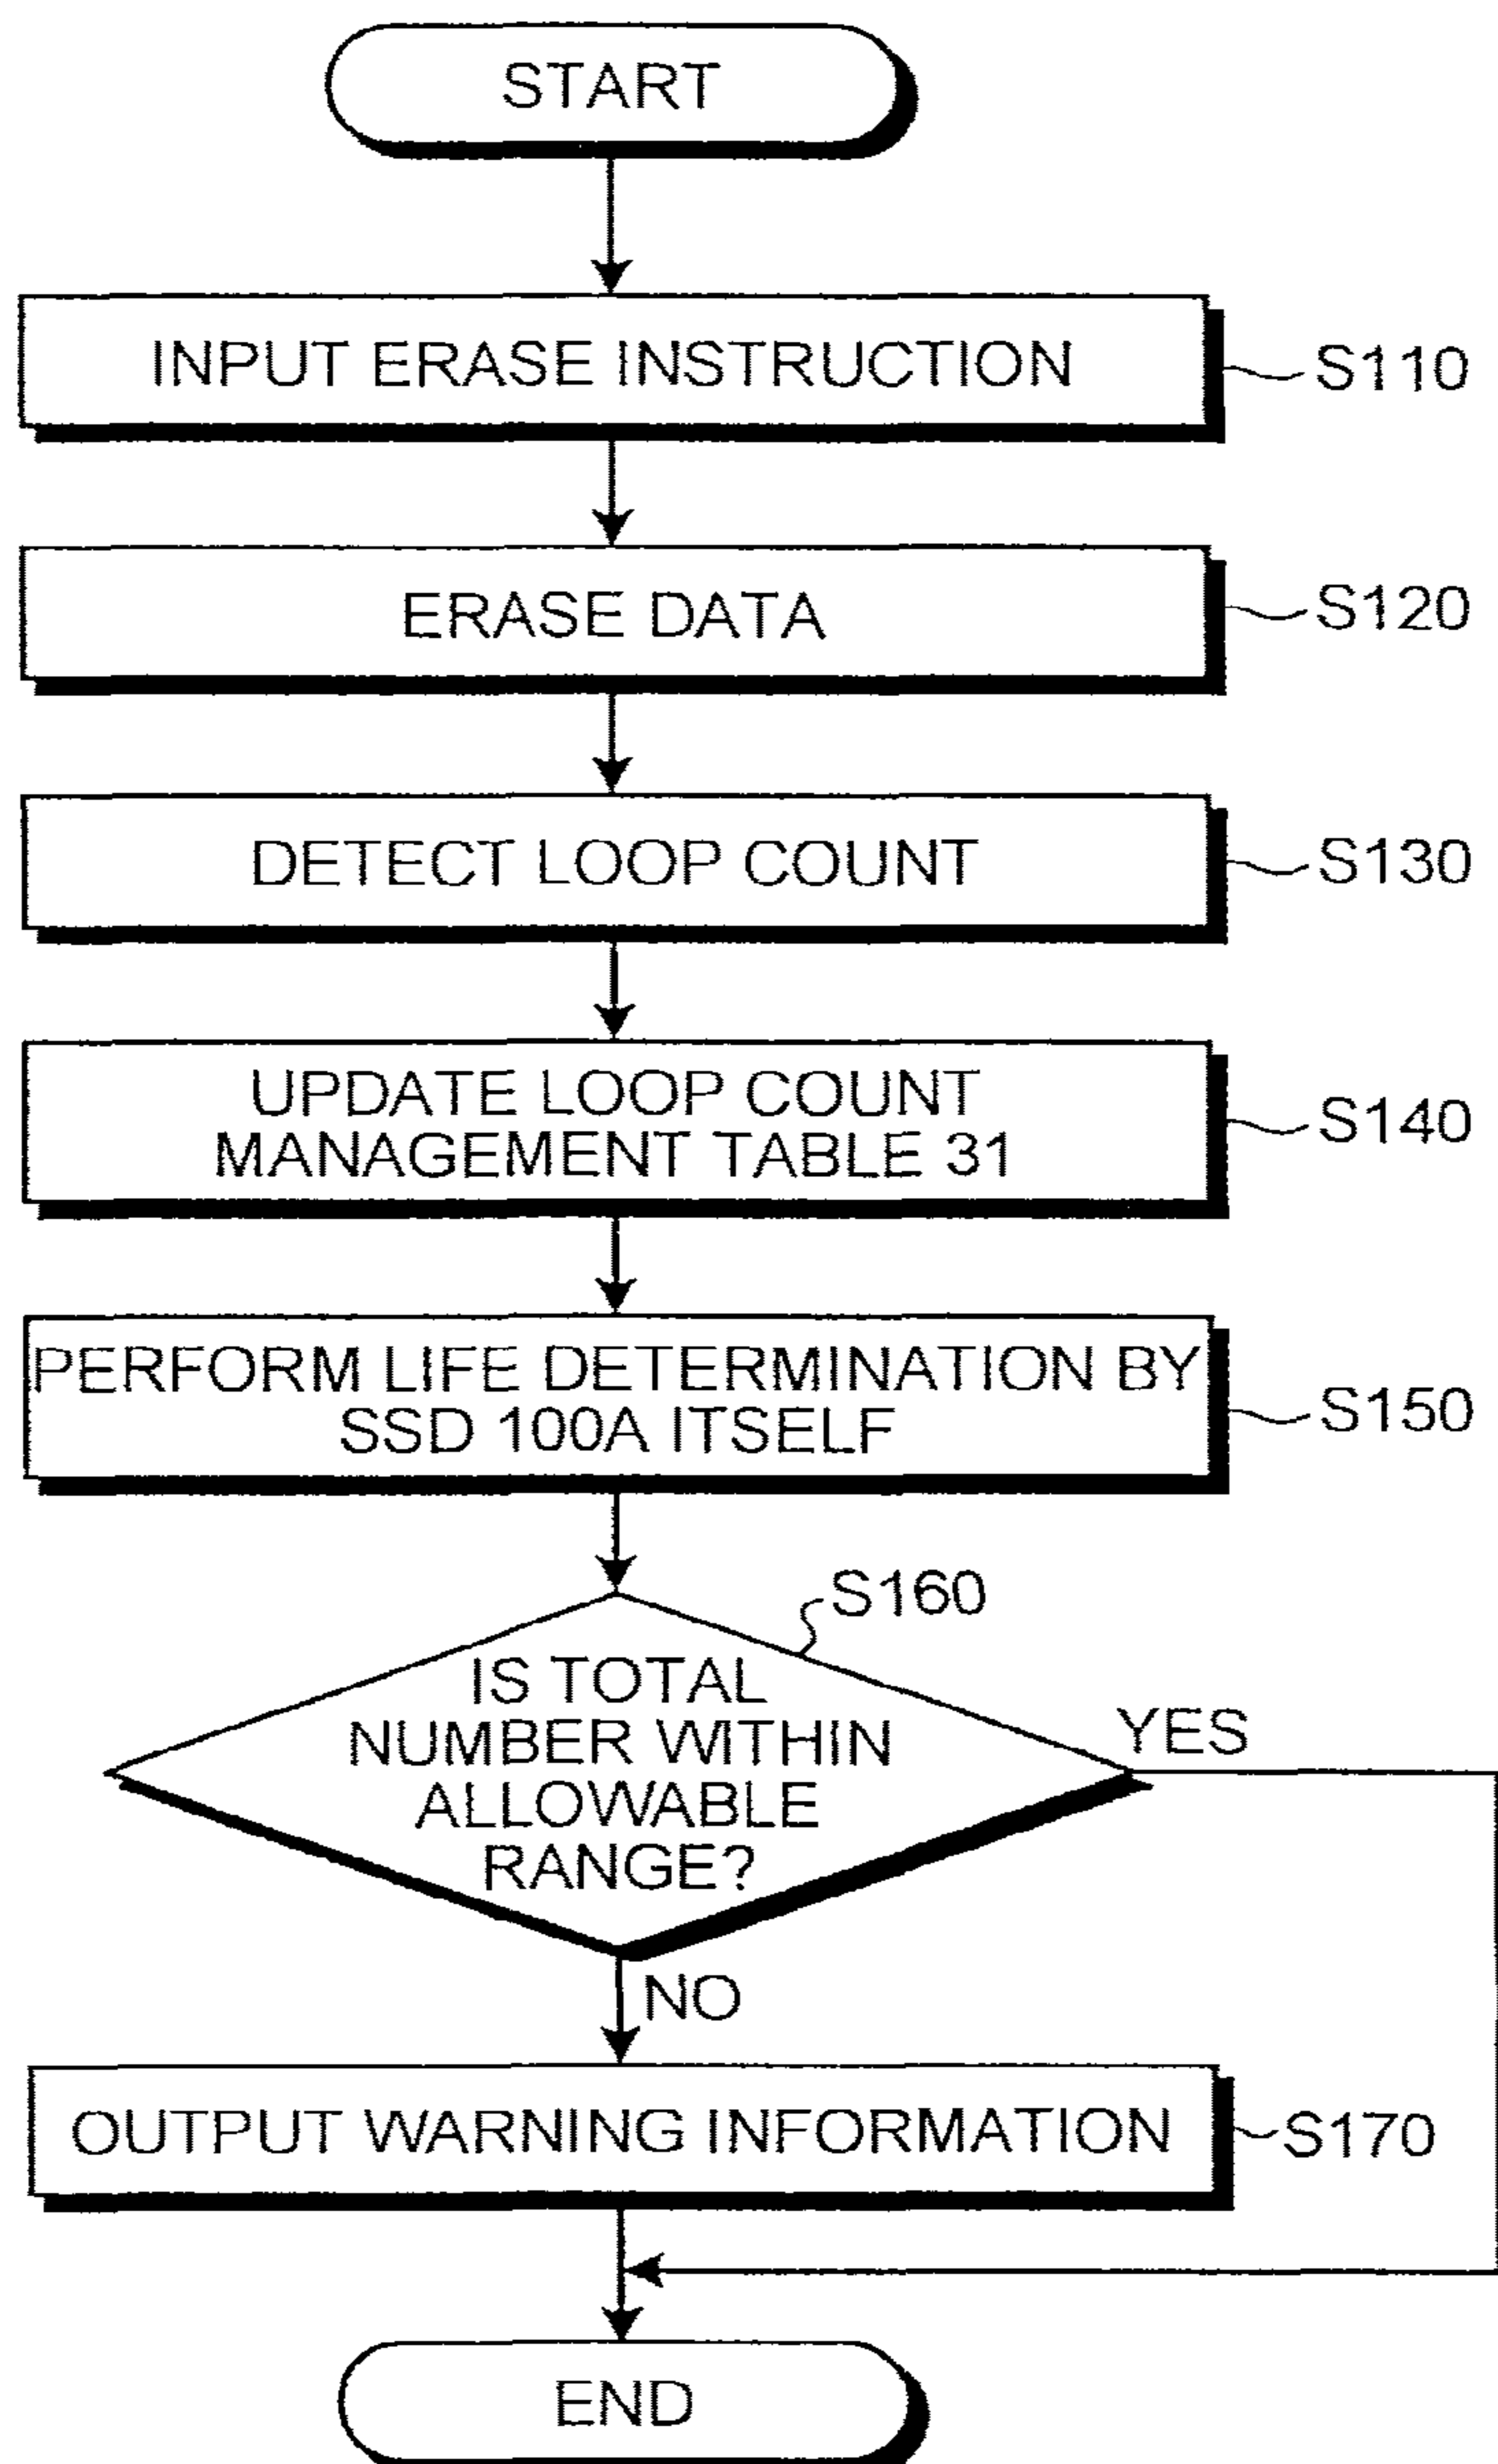 START
INPUT ERASE INSTRUCTION
S110
ERASE DATA
S120
DETECT LOOP COUNT
S130
UPDATE LOOP COUNT
MANAGEMENT TABLE 31
S140
PERFORM LIFE DETERMINATION BY
SSD 100A ITSELF
S150
S160
IS TOTAL
NUMBER WITHIN
ALLOWABLE
RANGE?
YES
NO
OUTPUT WARNING INFORMATION
S170
END